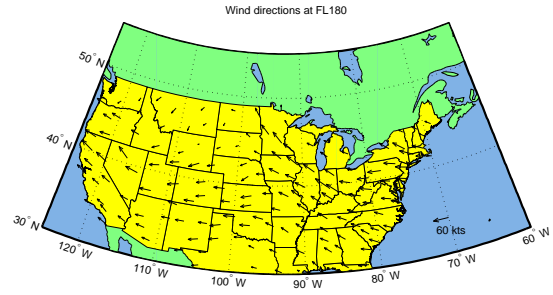 Wind directions at FL180
50° N
40° N
30° N
60 kts
120° W
110° W
100° W
90° W
80° W
70° W
60° W